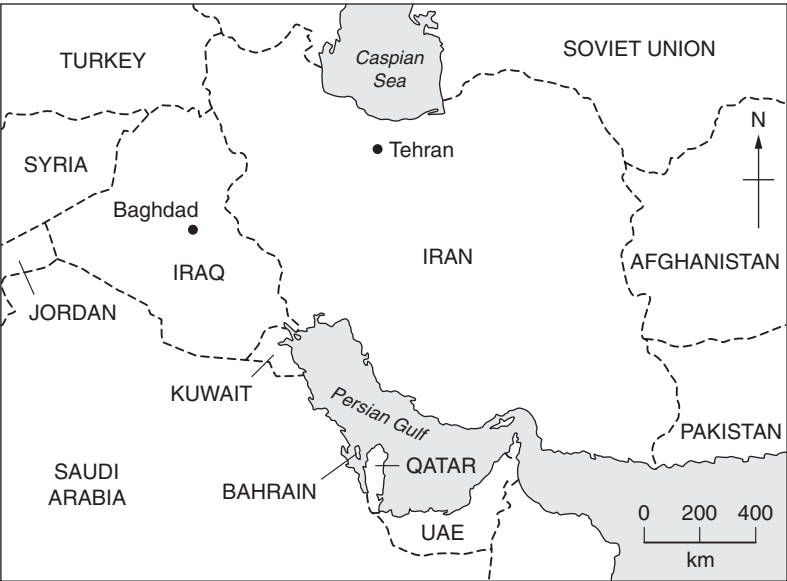 TURKEY
Caspian
Sea
SOVIET UNION
N
Tehran
SYRIA
Baghdad
IRAN
AFGHANISTAN
IRAQ
JORDAN
KUWAIT
Persian Gulf
PAKISTAN
SAUDI
ARABIA
BAHRAIN
QATAR
UAE
0 200 400
km